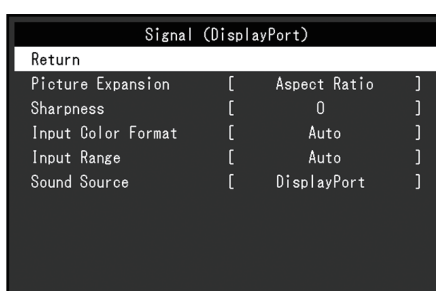 Signal (DisplayPort)
Return
Picture Expansion [ Aspect Ratio ]
Sharpness [ 0 ]
Input Color Format [ Auto ]
Input Range [ Auto ]
Sound Source [ DisplayPort ]